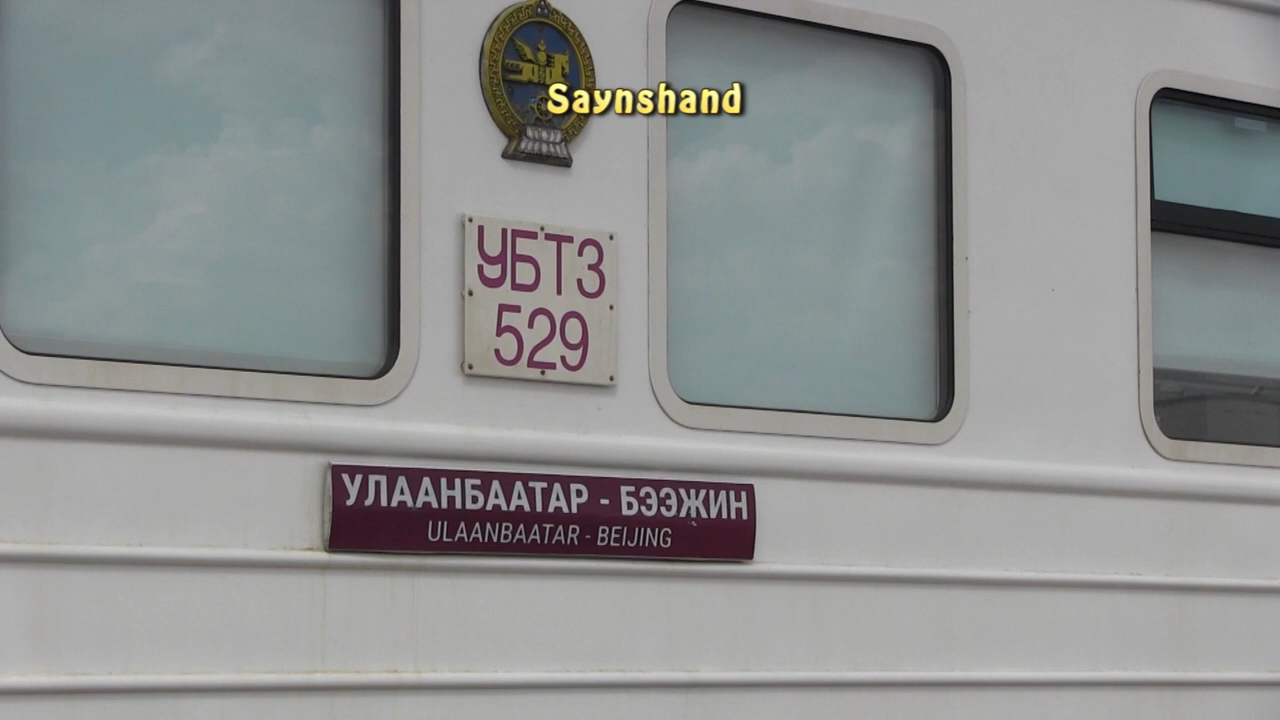 Saynshand
УБТЗ
529
УЛААНБААТАР - БЭЭЖИН
ULAANBAATAR - BEIJING